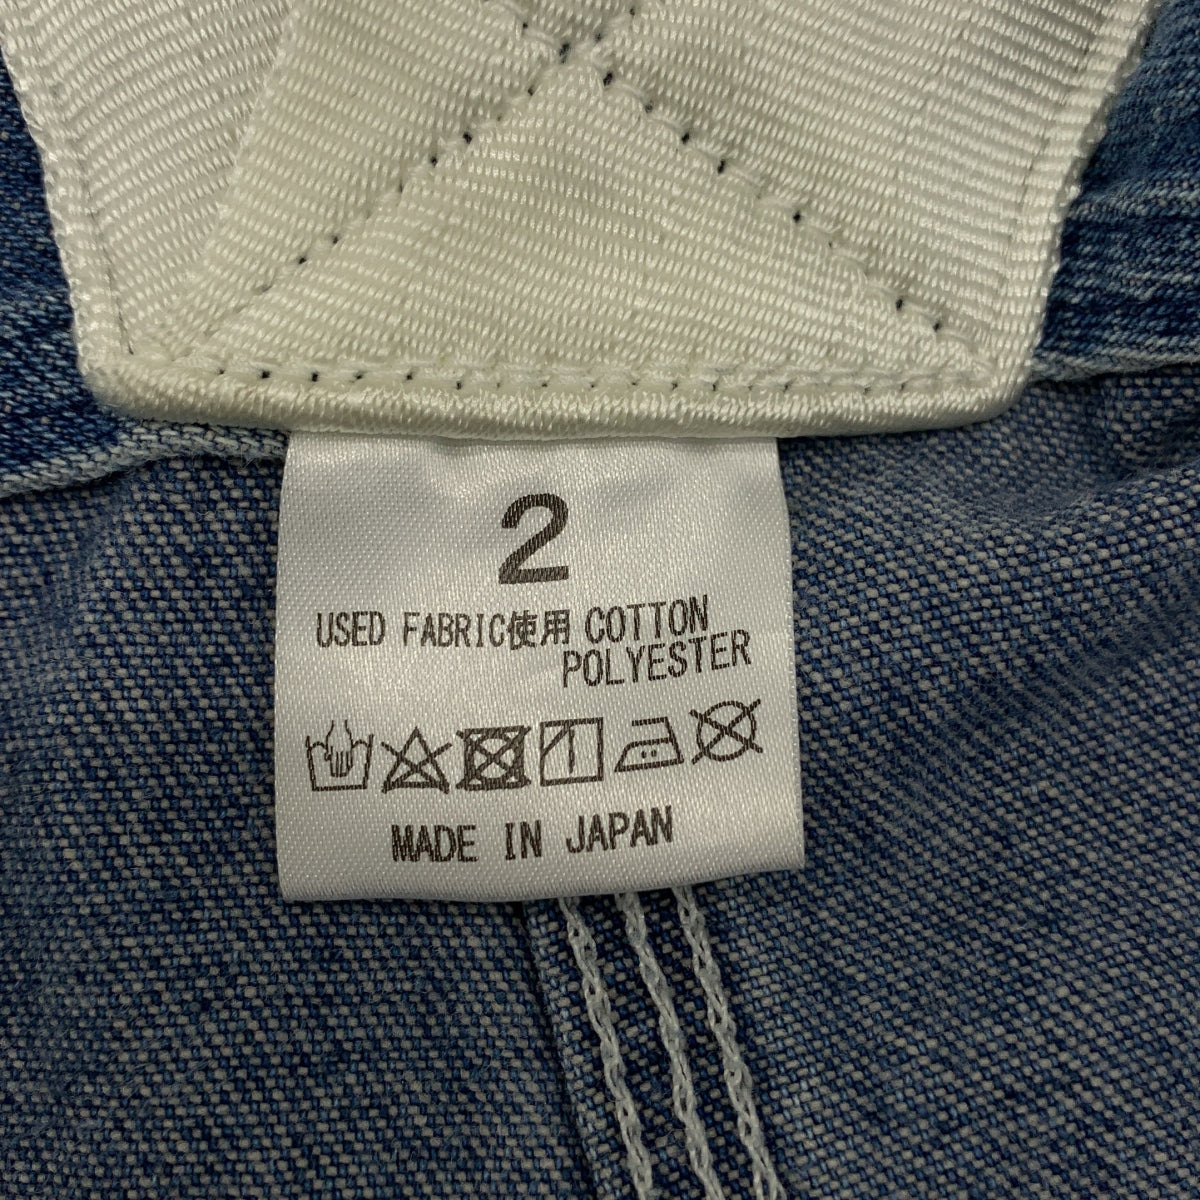 2
USED FABRIC使用 COTTON
POLYESTER
MADE IN JAPAN